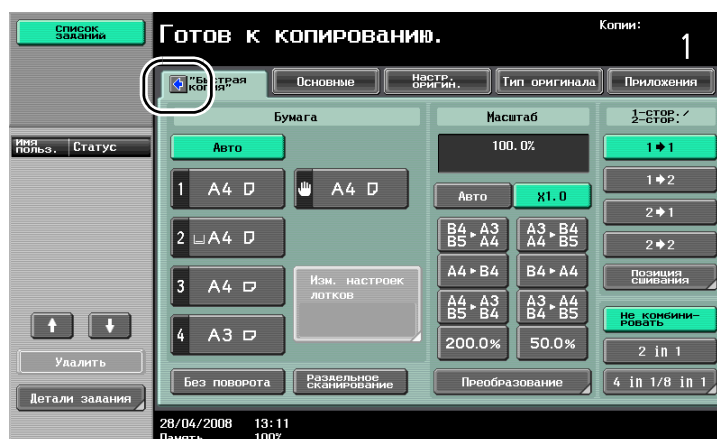 Список
задания
Готов к копированию.
Копии:
1
"Быстрая
копия"
Основные
Настр.
оригин.
Тип оригинала
Приложения
Имя
польз.
Статус
Бумага
Авто
1 A4
A4
2 A4
3 A4
4 A3
Изм. настроек
лотков
Без поворота
Раздельное
сканирование
Масштаб
100.0%
Авто
x1.0
B4▸A3
B5▸A4
A3▸B4
A4▸B5
A4▸B4
B4▸A4
A4▸A3
B5▸B4
A3▸A4
B4▸B5
200.0%
50.0%
Преобразование
1-СТОР./
2-СТОР.
1➧1
1➧2
2➧1
2➧2
Позиция
сшивания
Не комбини-
ровать
2 in 1
4 in 1/8 in 1
Удалить
Детали задания
28/04/2008 13:11
Память 100%